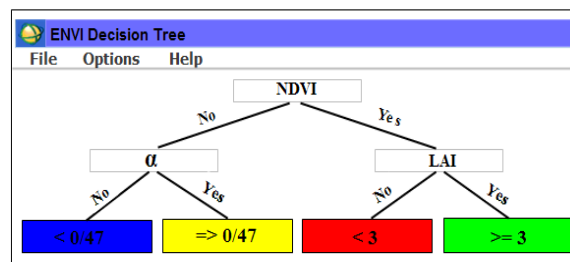 ENVI Decision Tree
File Options Help
NDVI
No Yes
α LAI
No Yes No Yes
< 0/47 => 0/47 < 3 >= 3